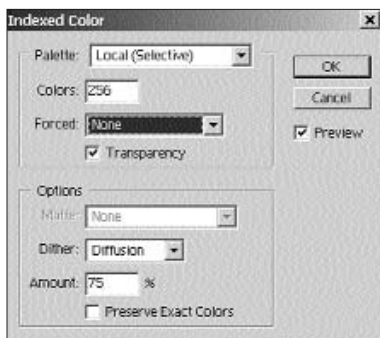 Indexed Color
Palette: Local (Selective)
OK
Colors: 256
Cancel
Forced: None
Preview
Transparency
Options
Matte: None
Dither: Diffusion
Amount: 75 %
Preserve Exact Colors